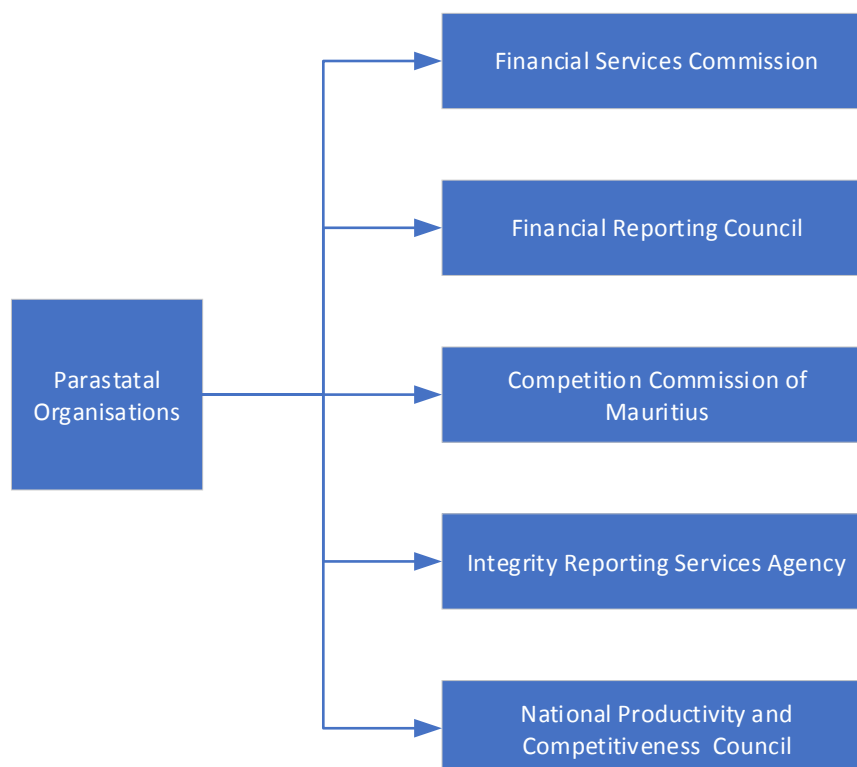 Financial Services Commission
Financial Reporting Council
Parastatal
Organisations
Competition Commission of
Mauritius
Integrity Reporting Services Agency
National Productivity and
Competitiveness  Council